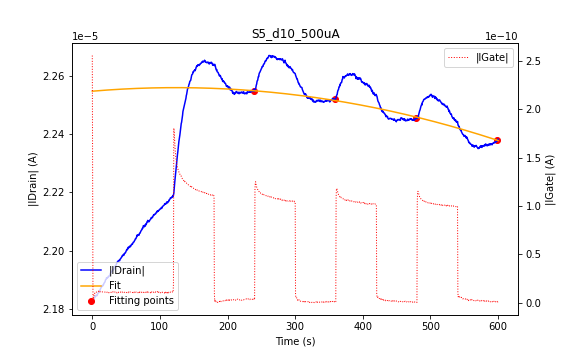 S5_d10_500uA
1e−5
1e−10
|IDrain| (A)
2.26
2.24
2.22
2.20
2.18
|IGate|
2.5
2.0
1.5
1.0
0.5
0.0
|IGate| (A)
|IDrain|
Fit
Fitting points
0 100 200 300 400 500 600
Time (s)